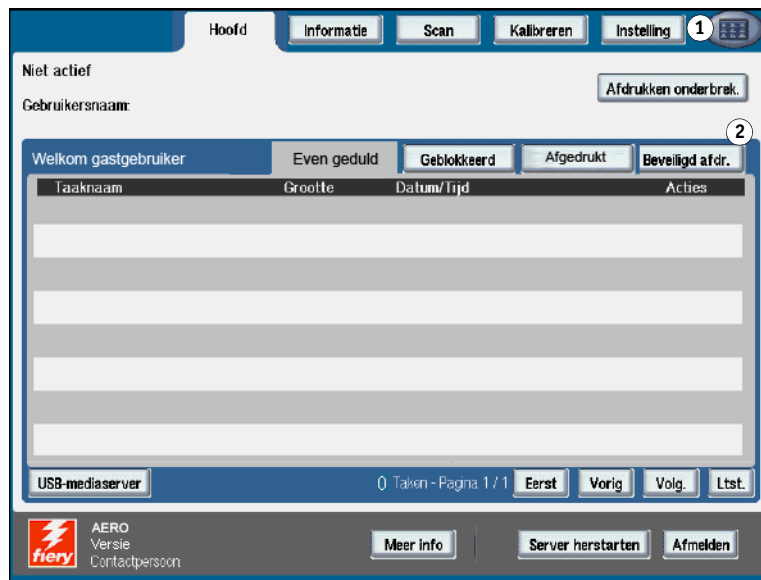 Hoofd Informatie Scan Kalibreren Instelling 1
Niet actief
Afdrukken onderbrek.
Gebruikersnaam:
2
Welkom gastgebruiker Even geduld Geblokkeerd Afgedrukt Beveiligd afdr.
Taaknaam Grootte Datum/Tijd Acties
USB-mediaserver 0 Taken - Pagina 1 / 1 Eerst Vorig Volg. Ltst.
fiery
AERO
Versie
Contactpersoon
Meer info Server herstarten Afmelden